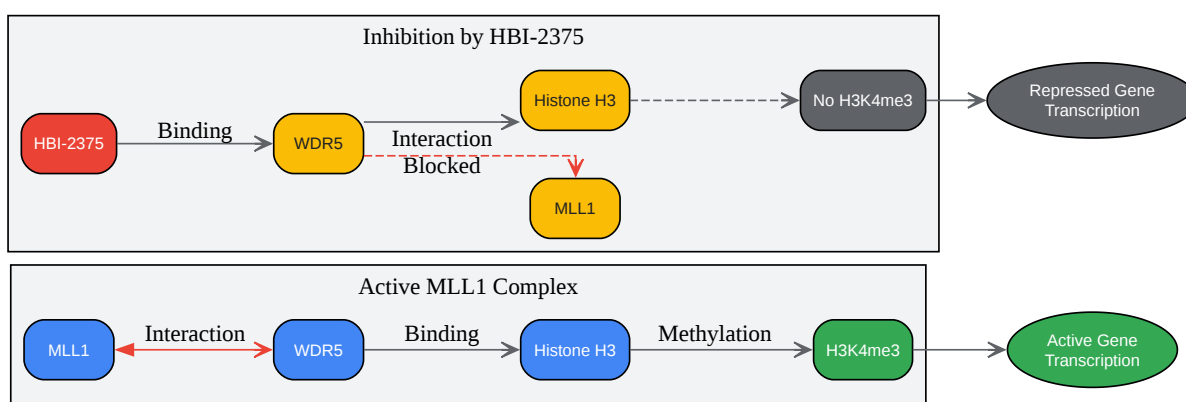 Inhibition by HBI-2375
HBI-2375
Binding
WDR5
Histone H3
Interaction
Blocked
MLL1
No H3K4me3
Repressed Gene
Transcription
Active MLL1 Complex
MLL1
Interaction
WDR5
Binding
Histone H3
Methylation
H3K4me3
Active Gene
Transcription